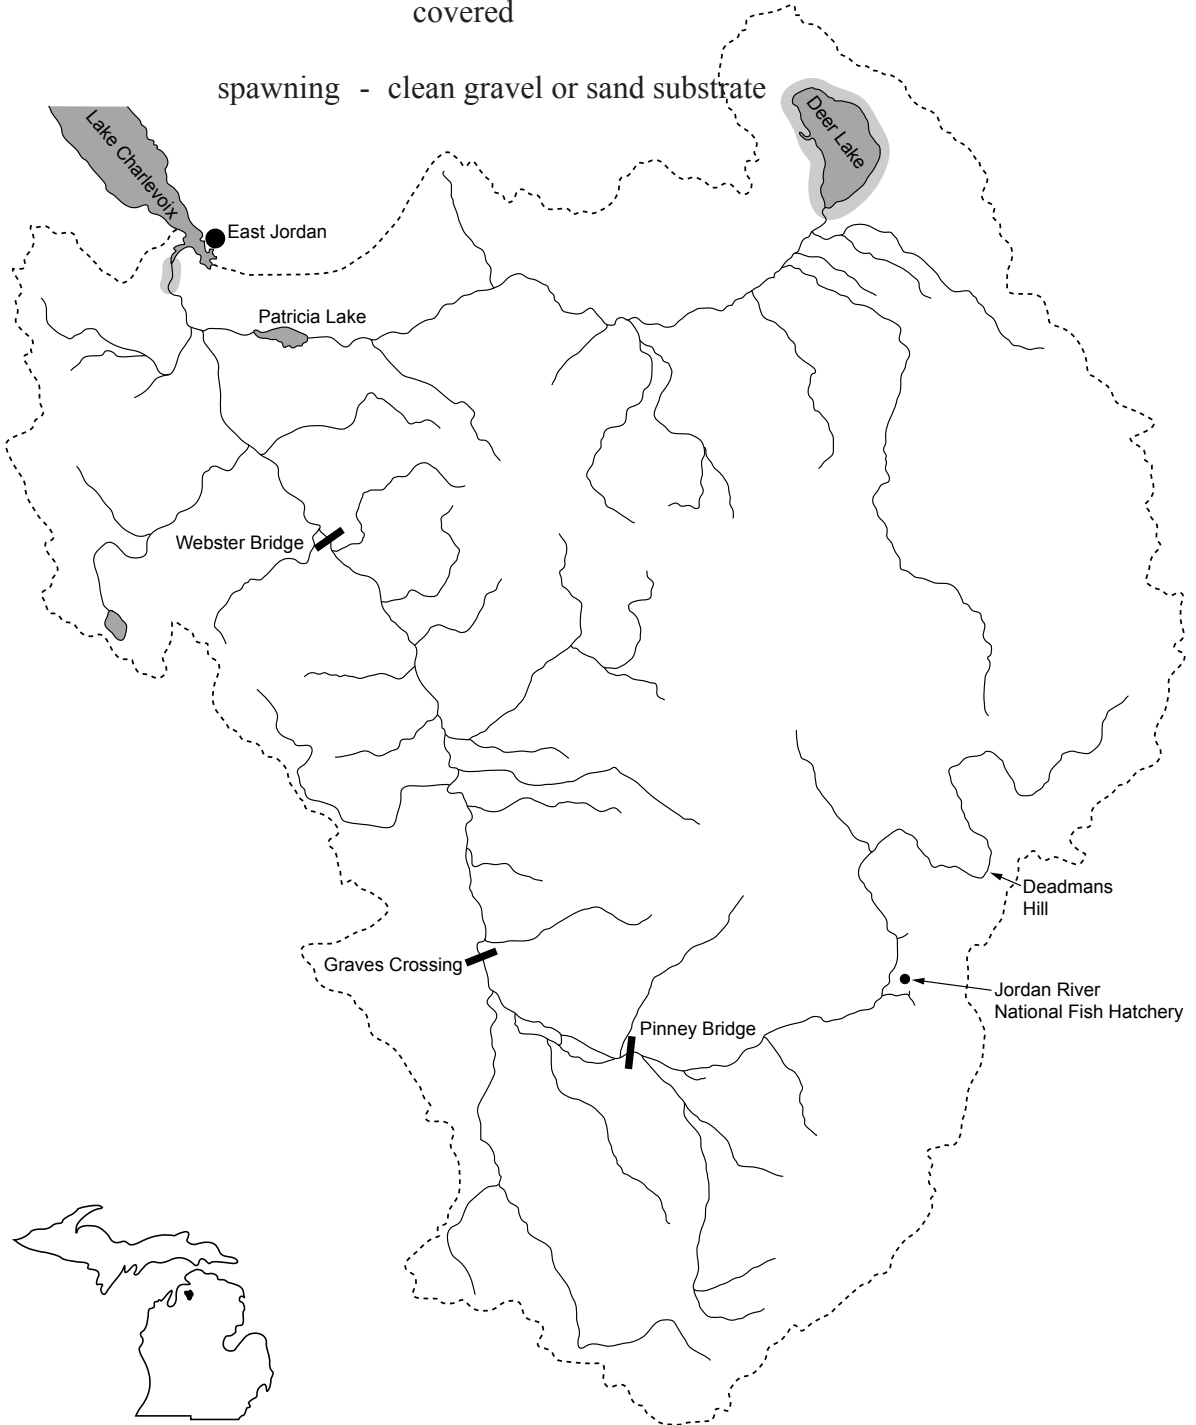 covered
spawning - clean gravel or sand substrate
Deer Lake
Lake Charlevoix
East Jordan
Patricia Lake
Webster Bridge
Deadmans
Hill
Graves Crossing
Jordan River
National Fish Hatchery
Pinney Bridge